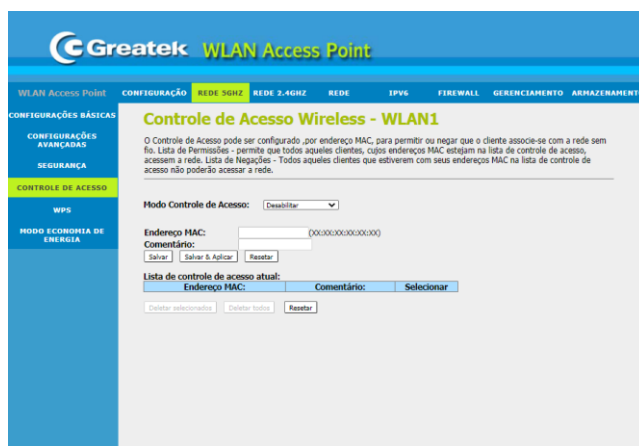 Greatek WLAN Access Point
WLAN Access Point
CONFIGURAÇÃO REDE 5GHZ REDE 2.4GHZ REDE IPV6 FIREWALL GERENCIAMENTO ARMAZENAMENT
CONFIGURAÇÕES BÁSICAS
CONFIGURAÇÕES
AVANÇADAS
SEGURANÇA
CONTROLE DE ACESSO
WPS
MODO ECONOMIA DE
ENERGIA
Controle de Acesso Wireless - WLAN1
O Controle de Acesso pode ser configurado ,por endereço MAC, para permitir ou negar que o cliente associe-se com a rede sem
fio. Lista de Permissões - permite que todos aqueles clientes, cujos endereços MAC estejam na lista de controle de acesso,
acessem a rede. Lista de Negações - Todos aqueles clientes que estiverem com seus endereços MAC na lista de controle de
acesso não poderão acessar a rede.
Modo Controle de Acesso: Desabilitar
Endereço MAC: (XX:XX:XX:XX:XX:XX)
Comentário:
Salvar Salvar & Aplicar Resetar
Lista de controle de acesso atual:
Endereço MAC: Comentário: Selecionar
Deletar selecionados Deletar todos Resetar